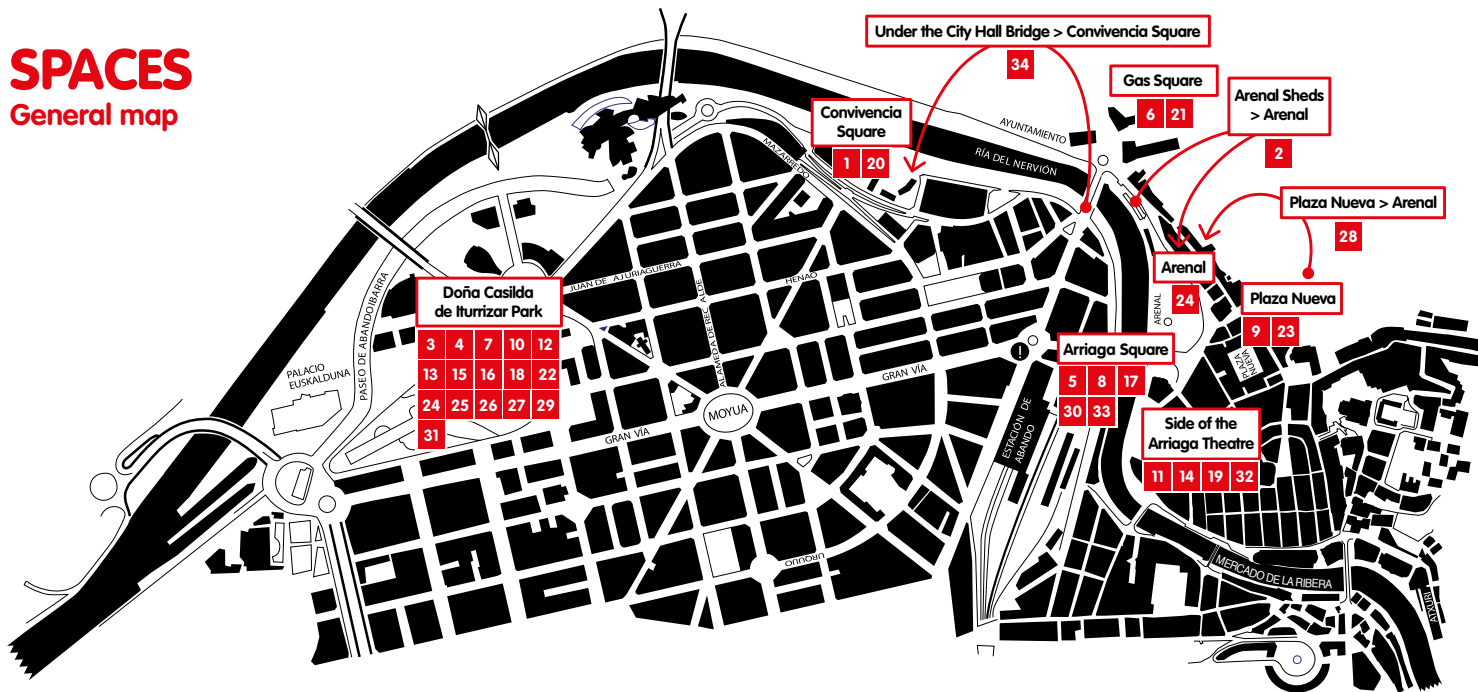 SPACES
General map
Under the City Hall Bridge > Convivencia Square
34
Gas Square
6 21
Arenal Sheds
> Arenal
2
Convivencia
Square
1 20
Plaza Nueva > Arenal
28
Arenal
24
Plaza Nueva
9 23
Doña Casilda
de Iturrizar Park
3 4 7 10 12
13 15 16 18 22
24 25 26 27 29
31
Arriaga Square
5 8 17
30 33
Side of the
Arriaga Theatre
11 14 19 32
AYUNTAMIENTO
RÍA DEL NERVIÓN
MAZARREDO
JUAN DE AJURIAGUERRA
HENAO
ALAMEDA DE RECALDE
PASEO DE ABANDOIBARRA
PALACIO
EUSKALDUNA
MOYUA
GRAN VÍA
GRAN VÍA
URQUIJO
ESTACIÓN DE
ABANDO
!
ARENAL
PLAZA
NUEVA
MERCADO DE LA RIBERA
ATXURI